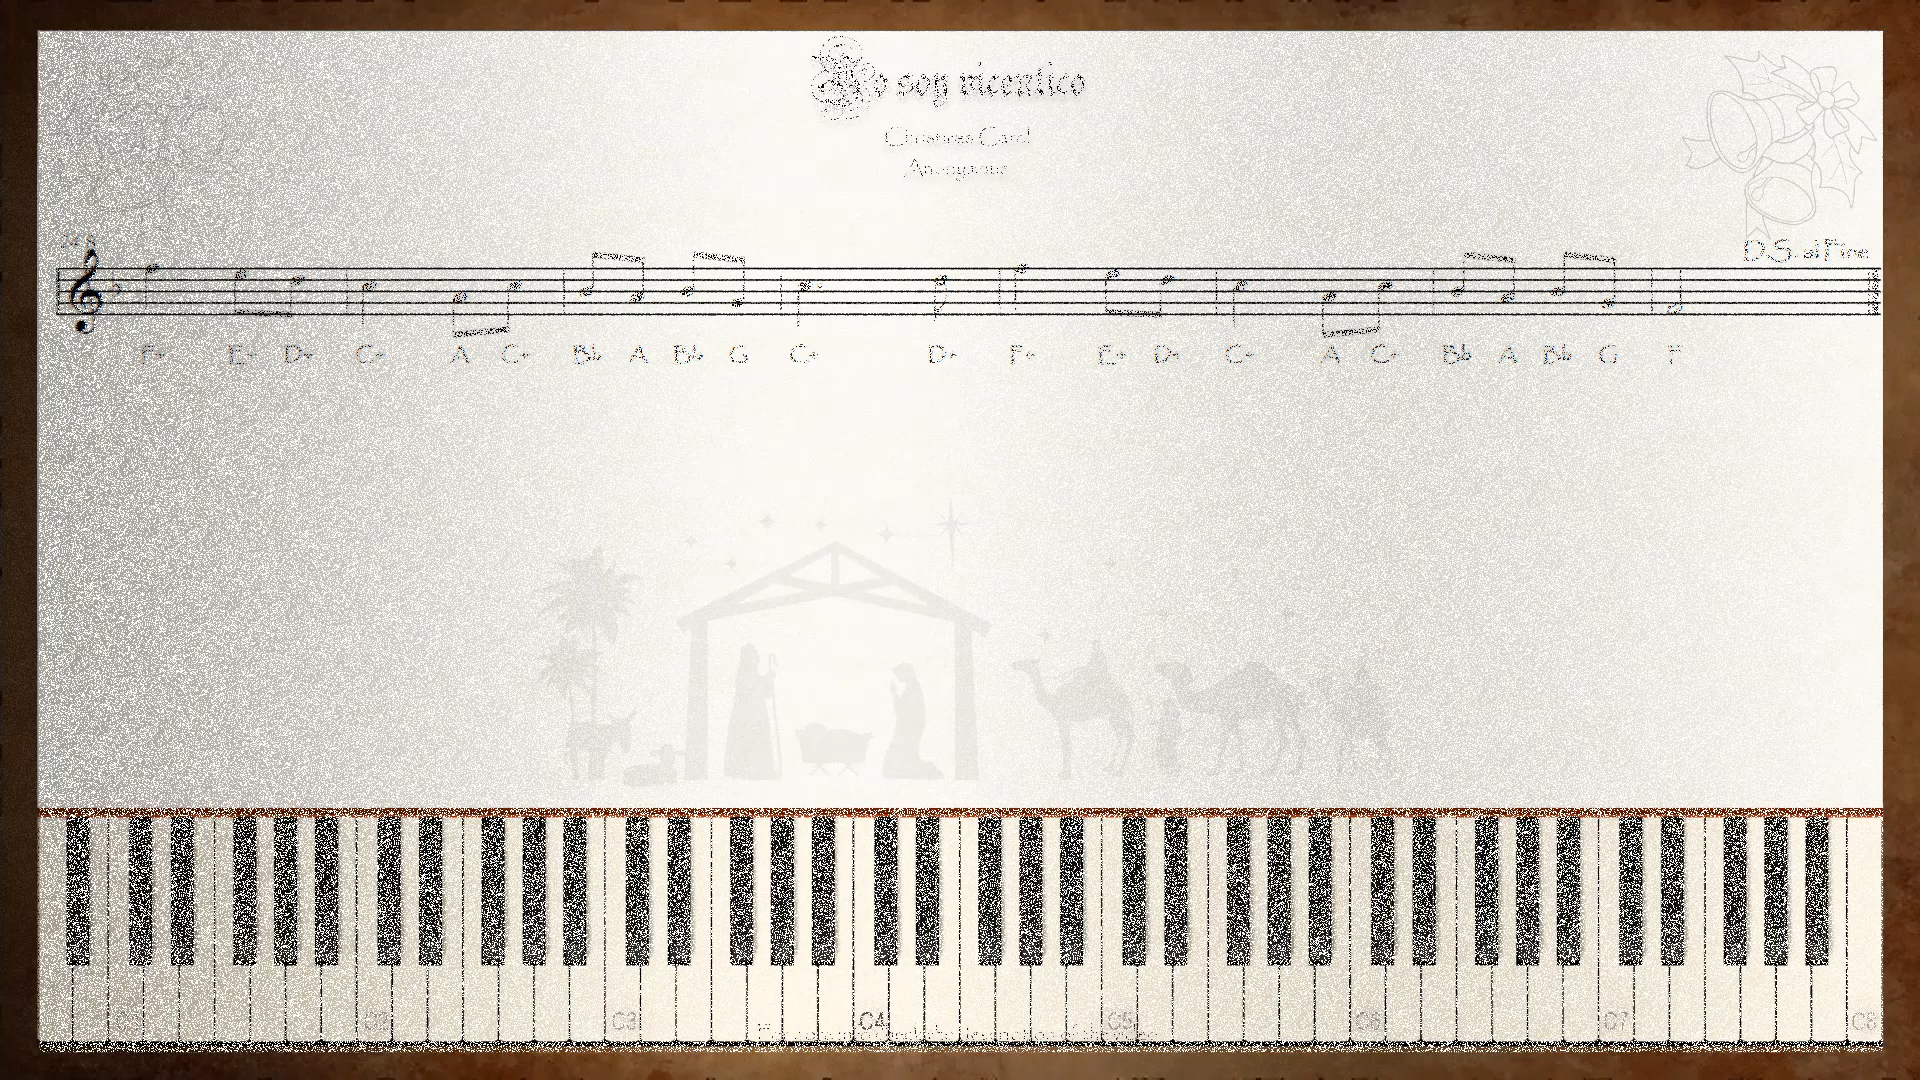 Yo soy vicentico
Christmas Carol
Anonymous
D.S. al Fine
F+ E+ D+ C+ A C+ Bb A Bb G C+ D+ F+ E+ D+ C+ A C+ Bb A Bb G F
C2 C3 C4 C5 C6 C7 C8